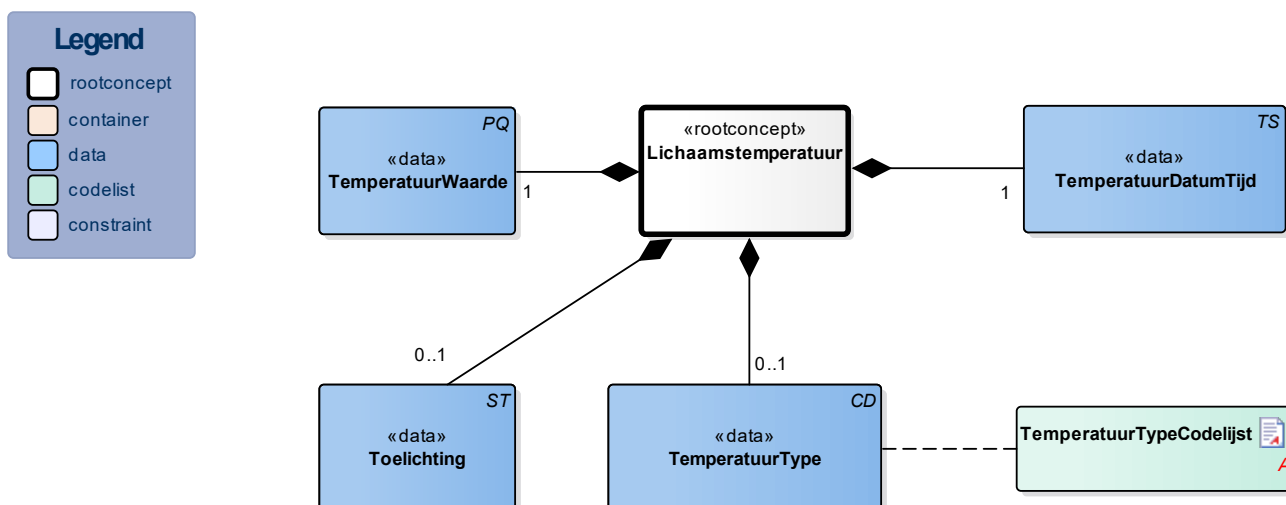 Legend
rootconcept
container
data
codelist
constraint
PQ
«data»
TemperatuurWaarde
1
«rootconcept»
Lichaamstemperatuur
TS
«data»
TemperatuurDatumTijd
1
0..1
0..1
ST
«data»
Toelichting
CD
«data»
TemperatuurType
TemperatuurTypeCodelijst
A